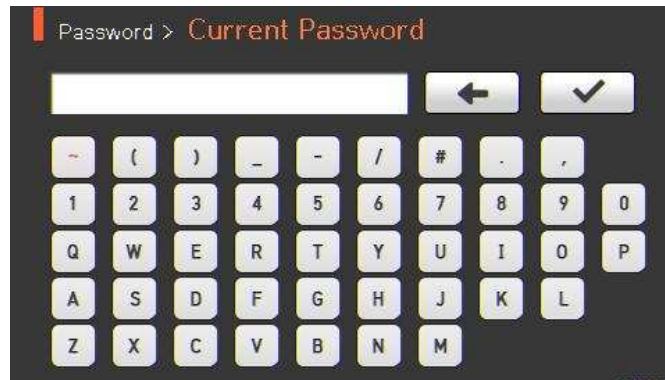 Password > Current Password
~ ( ) _ - / # . ,
1 2 3 4 5 6 7 8 9 0
Q W E R T Y U I O P
A S D F G H J K L
Z X C V B N M